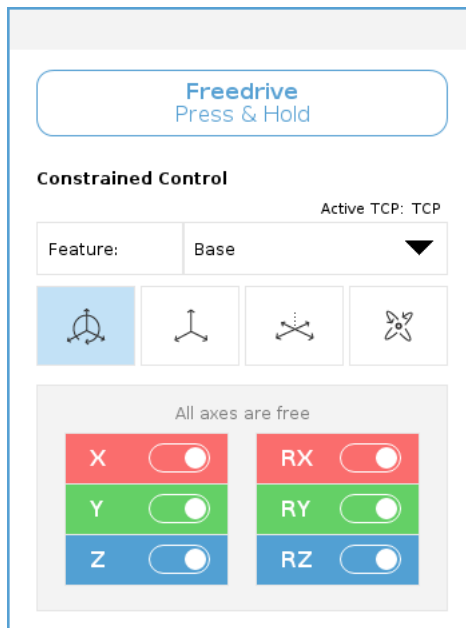 Freedrive
Press & Hold
Constrained Control
Active TCP: TCP
Feature: Base
All axes are free
X RX
Y RY
Z RZ